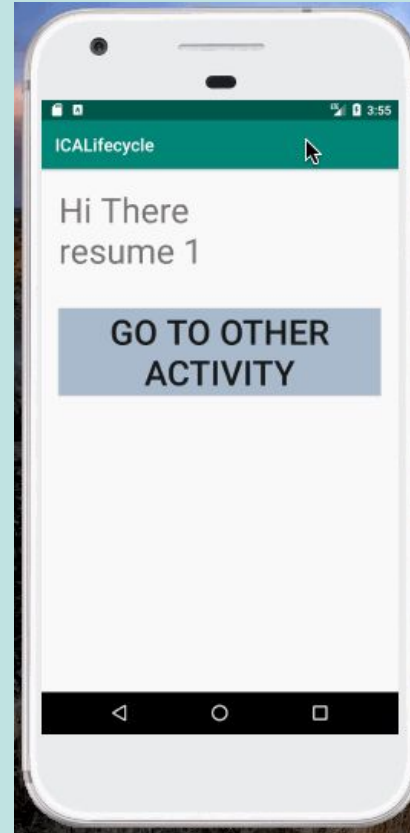 3:55
ICALifecycle
Hi There
resume 1
GO TO OTHER
ACTIVITY